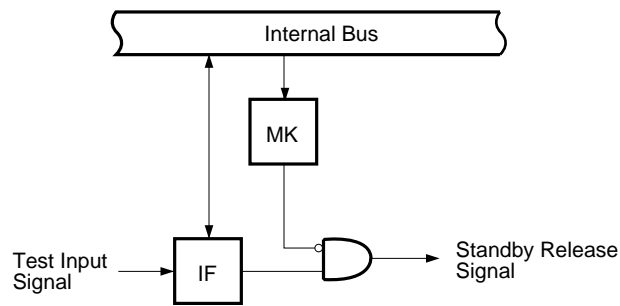 Internal Bus
MK
Test Input
Signal
IF
Standby Release
Signal